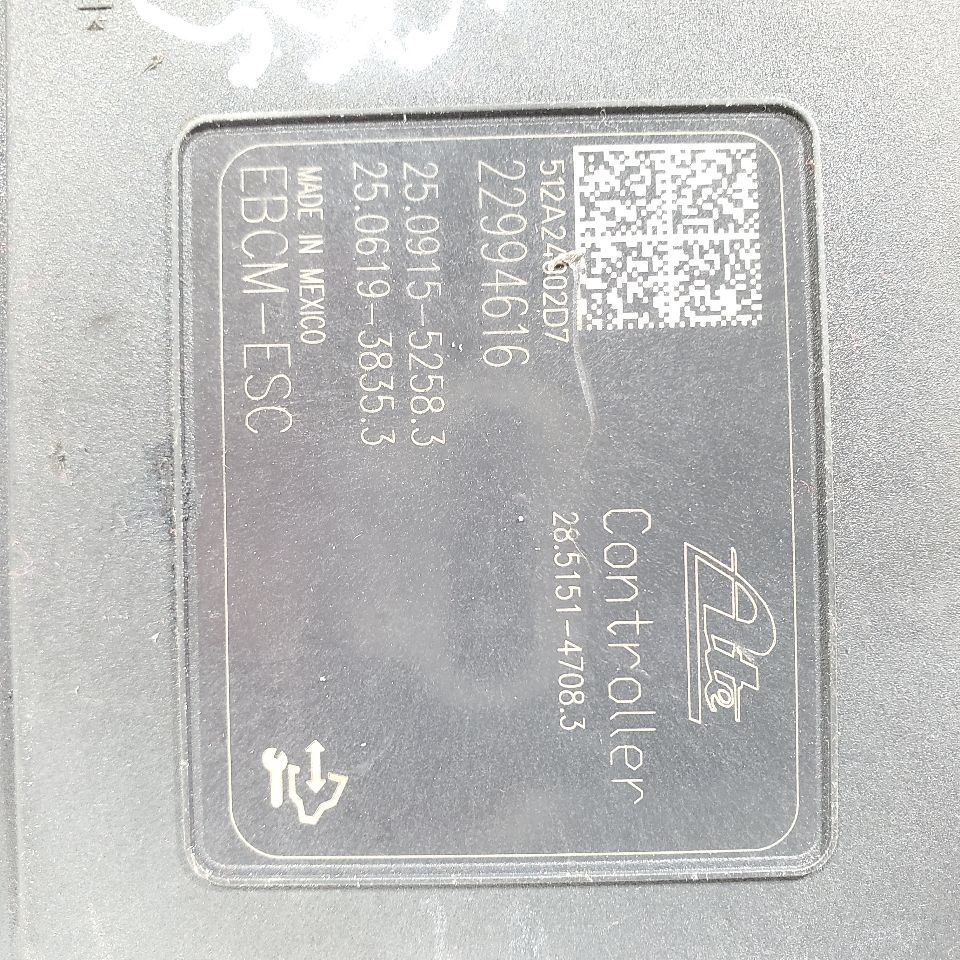 Ate
Controller
28.5151-4708.3
512A24902D7
22994616
25.0915-5258.3
25.0619-3835.3
MADE IN MEXICO
EBCM-ESC